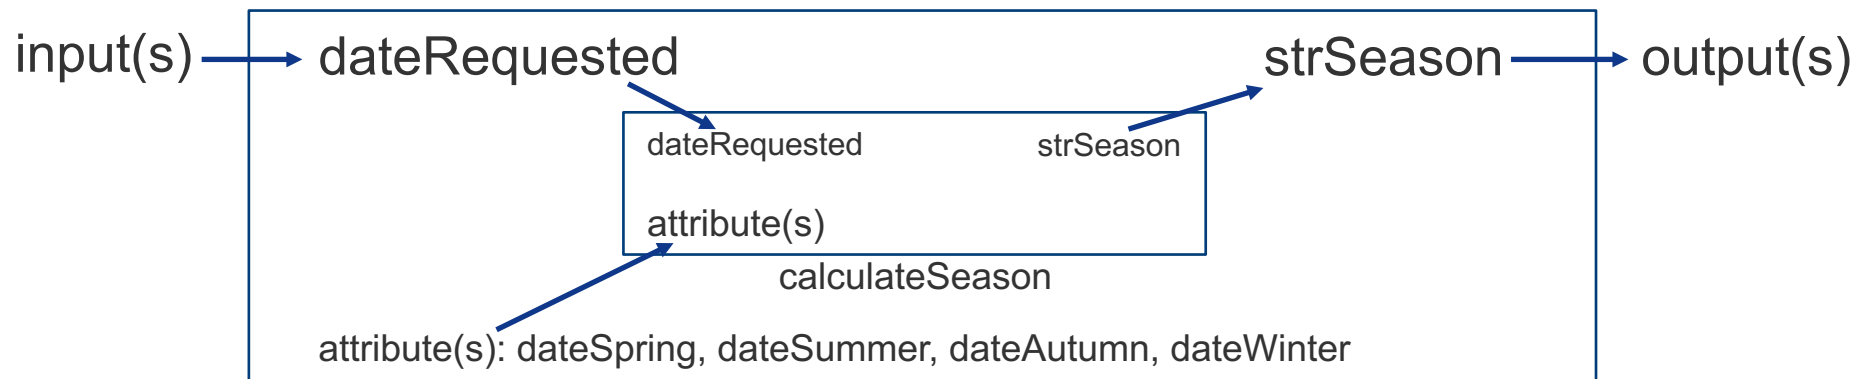 input(s) dateRequested strSeason output(s)
dateRequested strSeason
attribute(s)
calculateSeason
attribute(s): dateSpring, dateSummer, dateAutumn, dateWinter